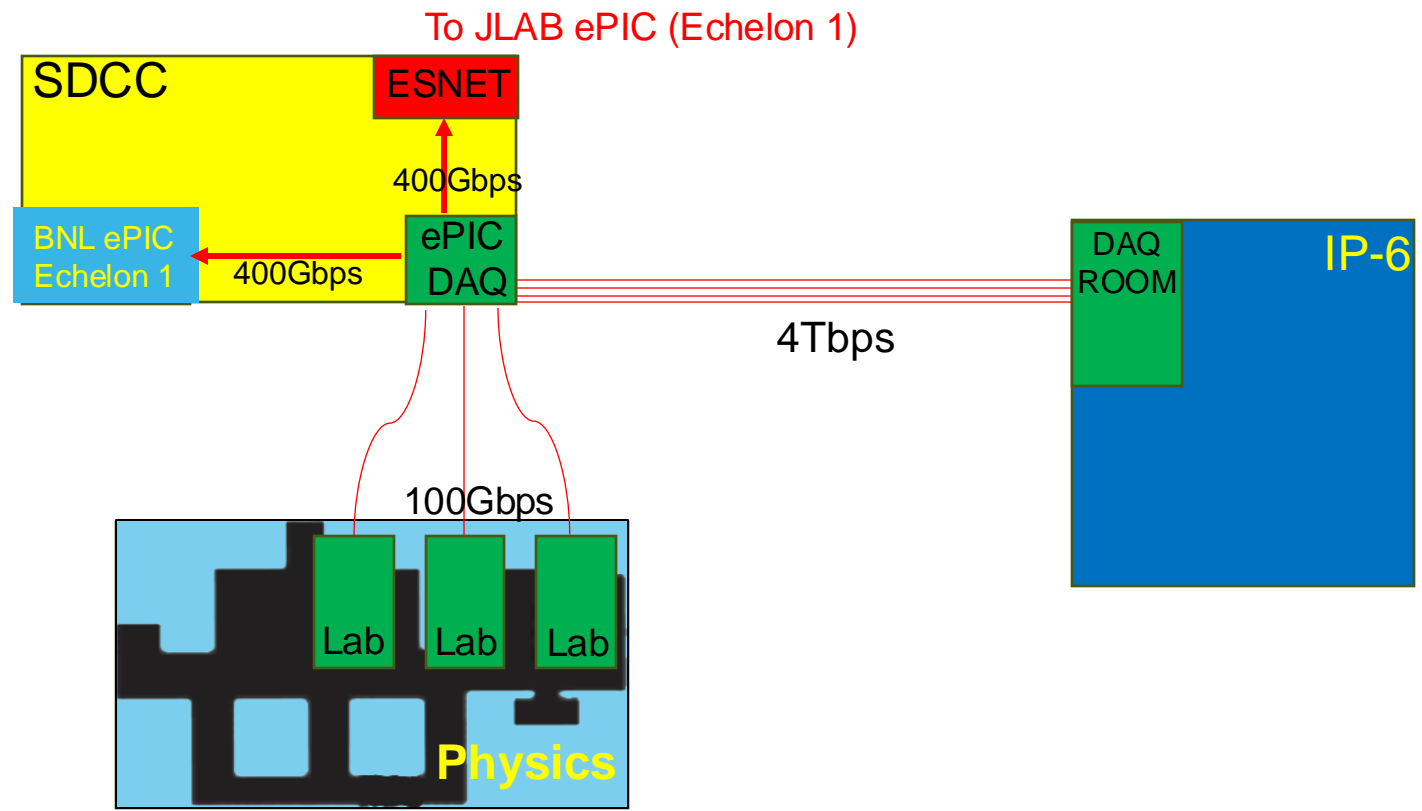 To JLAB ePIC (Echelon 1)
SDCC
ESNET
400Gbps
BNL ePIC
Echelon 1
400Gbps
ePIC
DAQ
DAQ
ROOM
IP-6
4Tbps
100Gbps
Lab
Lab
Lab
Physics